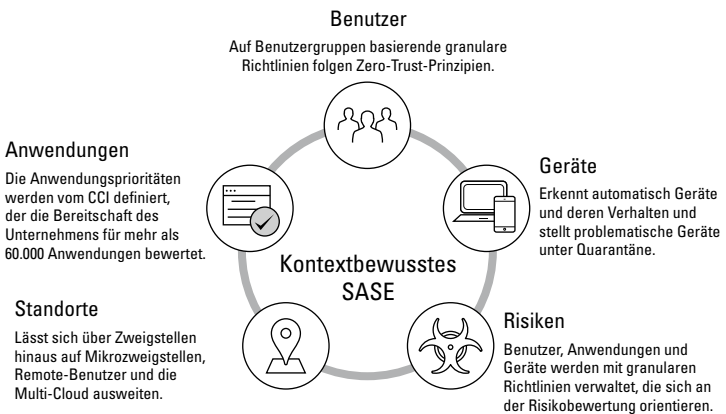 Benutzer
Auf Benutzergruppen basierende granulare
Richtlinien folgen Zero-Trust-Prinzipien.
Anwendungen
Die Anwendungsprioritäten
werden vom CCI definiert,
der die Bereitschaft des
Unternehmens für mehr als
60.000 Anwendungen bewertet.
Geräte
Erkennt automatisch Geräte
und deren Verhalten und
stellt problematische Geräte
unter Quarantäne.
Kontextbewusstes
SASE
Standorte
Lässt sich über Zweigstellen
hinaus auf Mikrozweigstellen,
Remote-Benutzer und die
Multi-Cloud ausweiten.
Risiken
Benutzer, Anwendungen und
Geräte werden mit granularen
Richtlinien verwaltet, die sich an
der Risikobewertung orientieren.